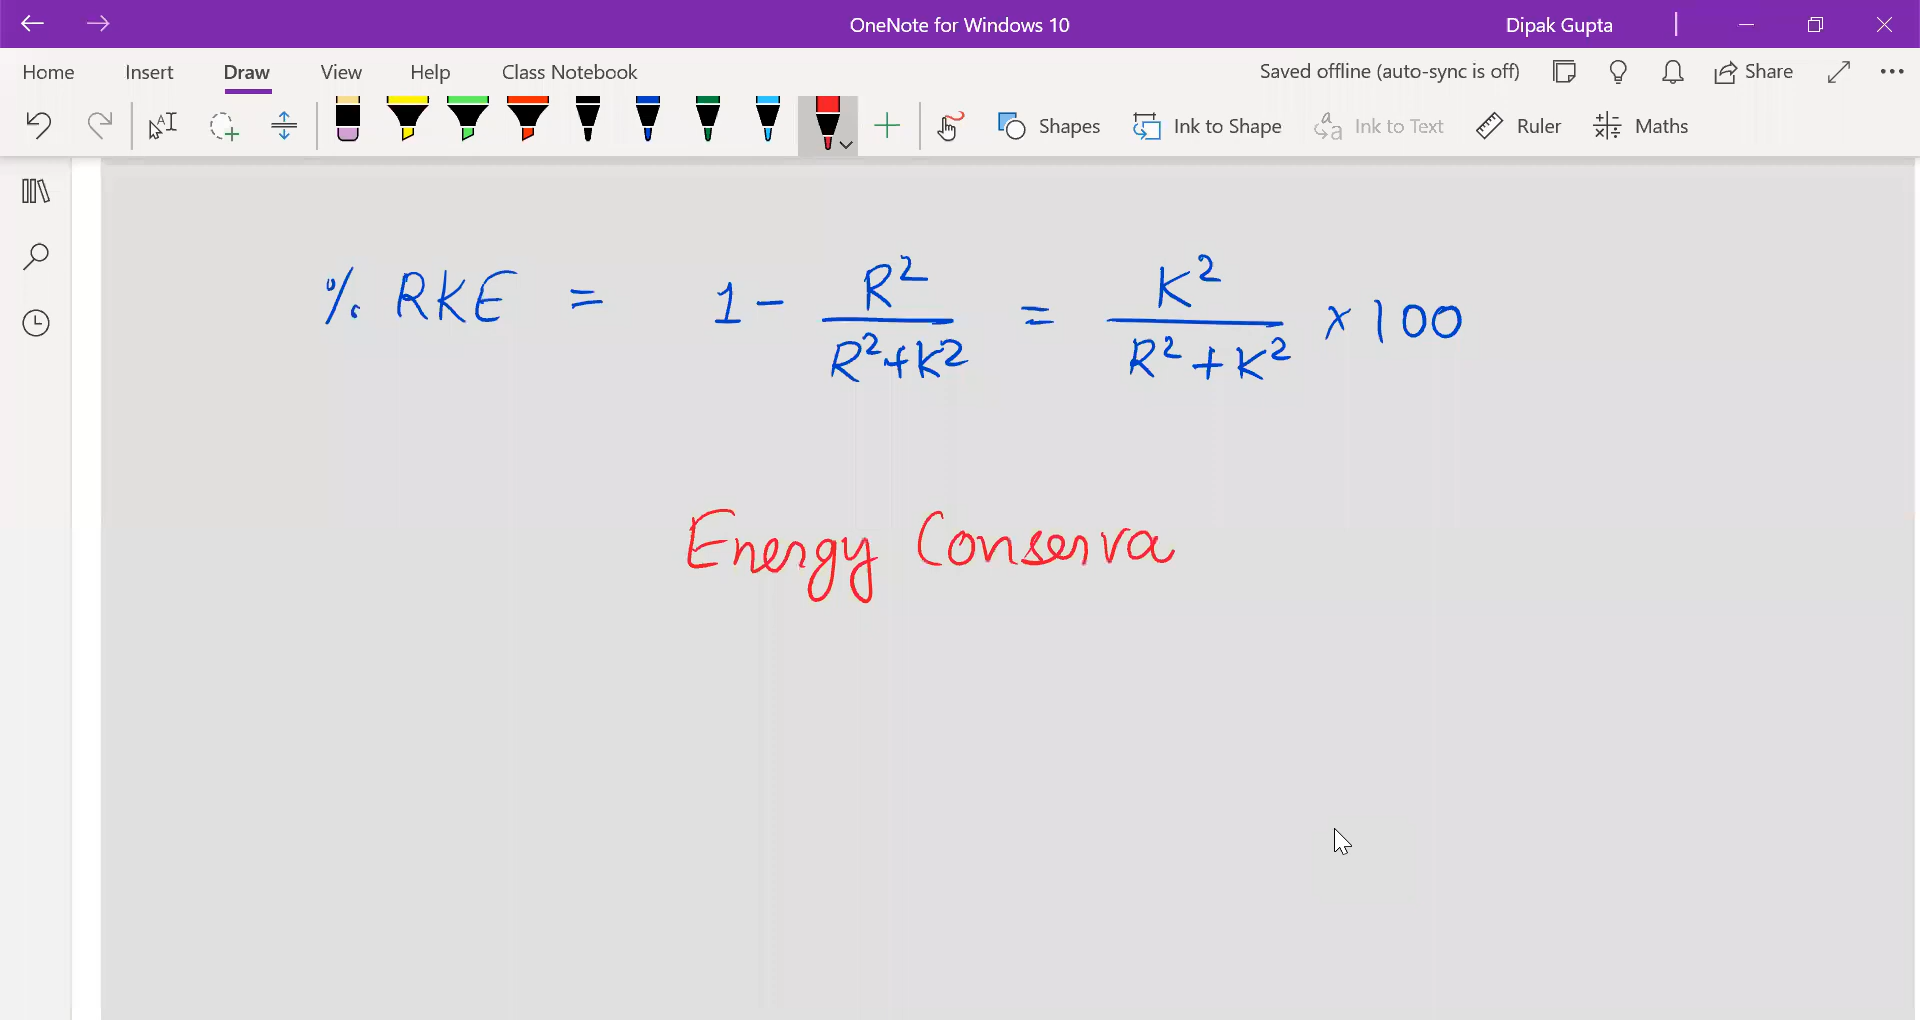 OneNote for Windows 10 Dipak Gupta
Home Insert Draw View Help Class Notebook Saved offline (auto-sync is off) Share
Shapes Ink to Shape Ink to Text Ruler Maths
% RKE = 1 - R²/(R²+K²) = K²/(R²+K²) × 100
Energy Conserva